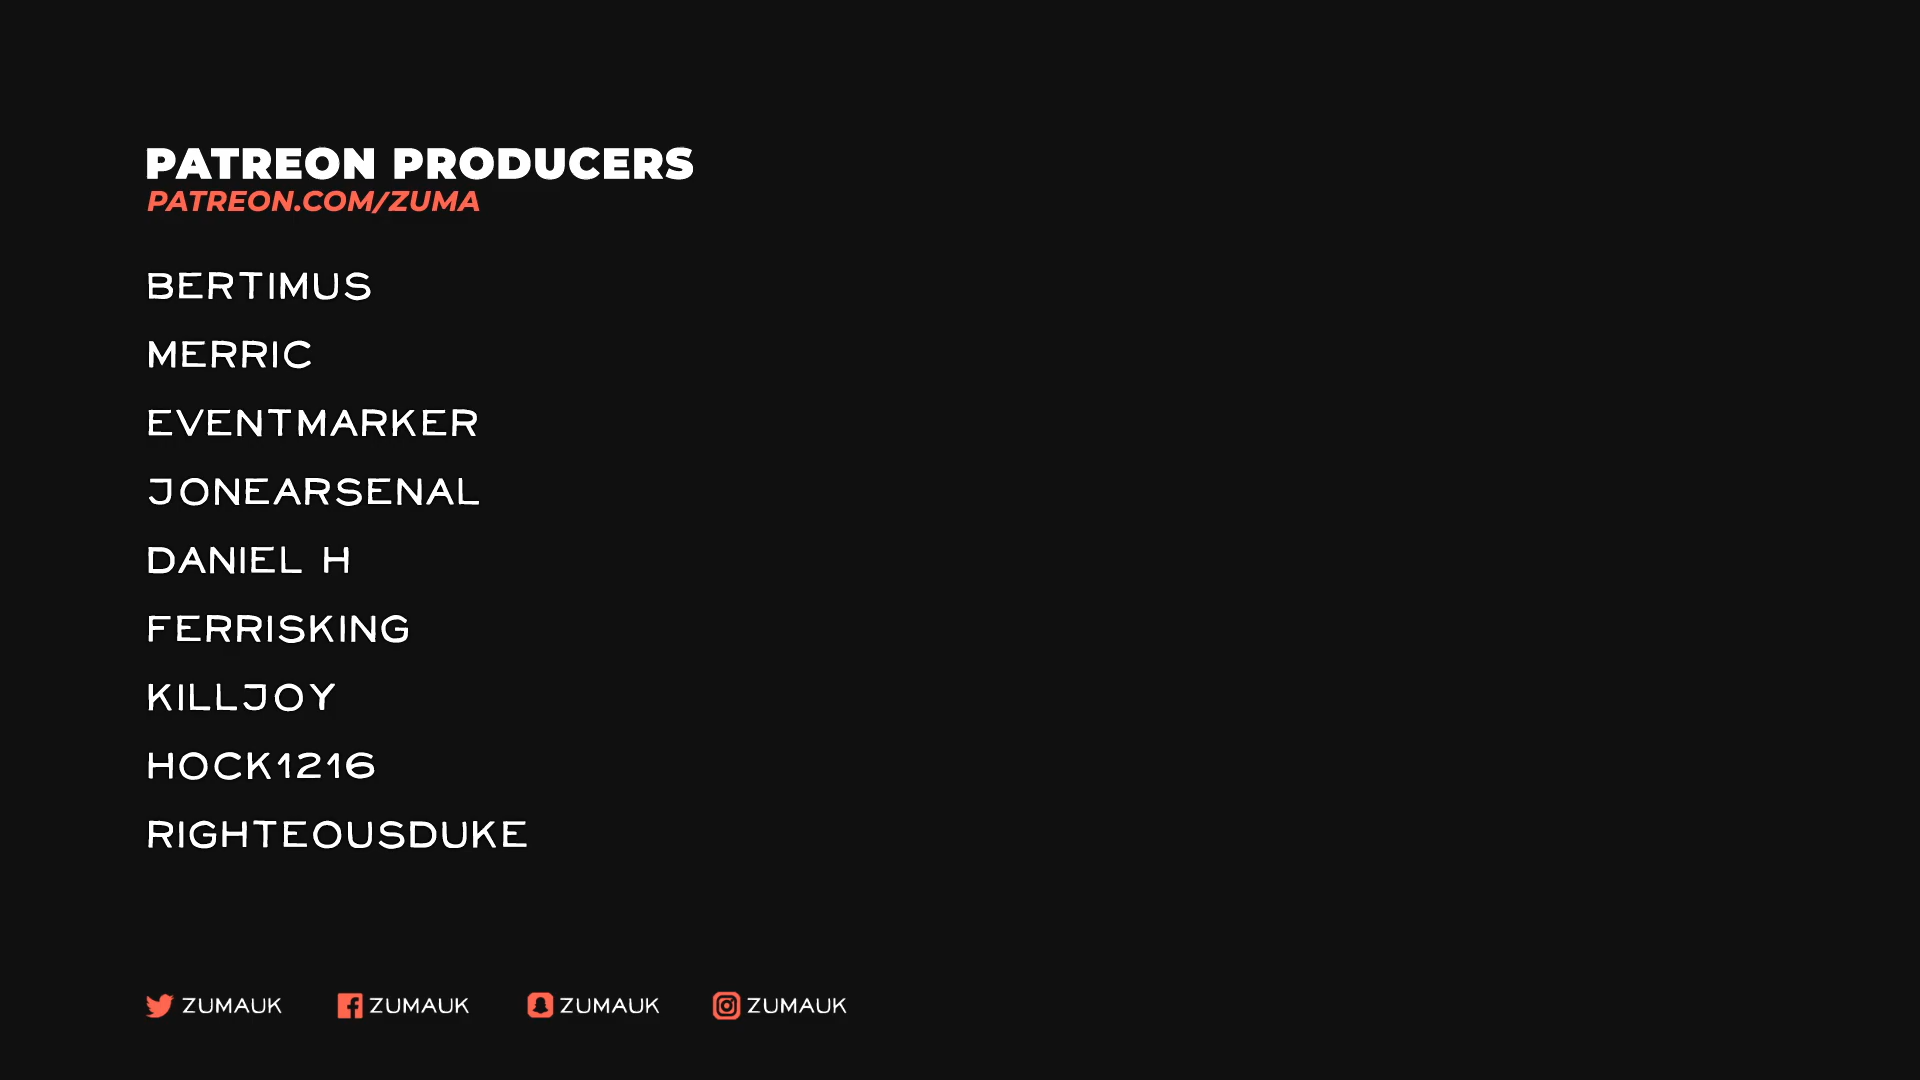 PATREON PRODUCERS
PATREON.COM/ZUMA
BERTIMUS
MERRIC
EVENTMARKER
JONEARSENAL
DANIEL H
FERRISKING
KILLJOY
HOCK1216
RIGHTEOUSDUKE
ZUMAUK ZUMAUK ZUMAUK ZUMAUK